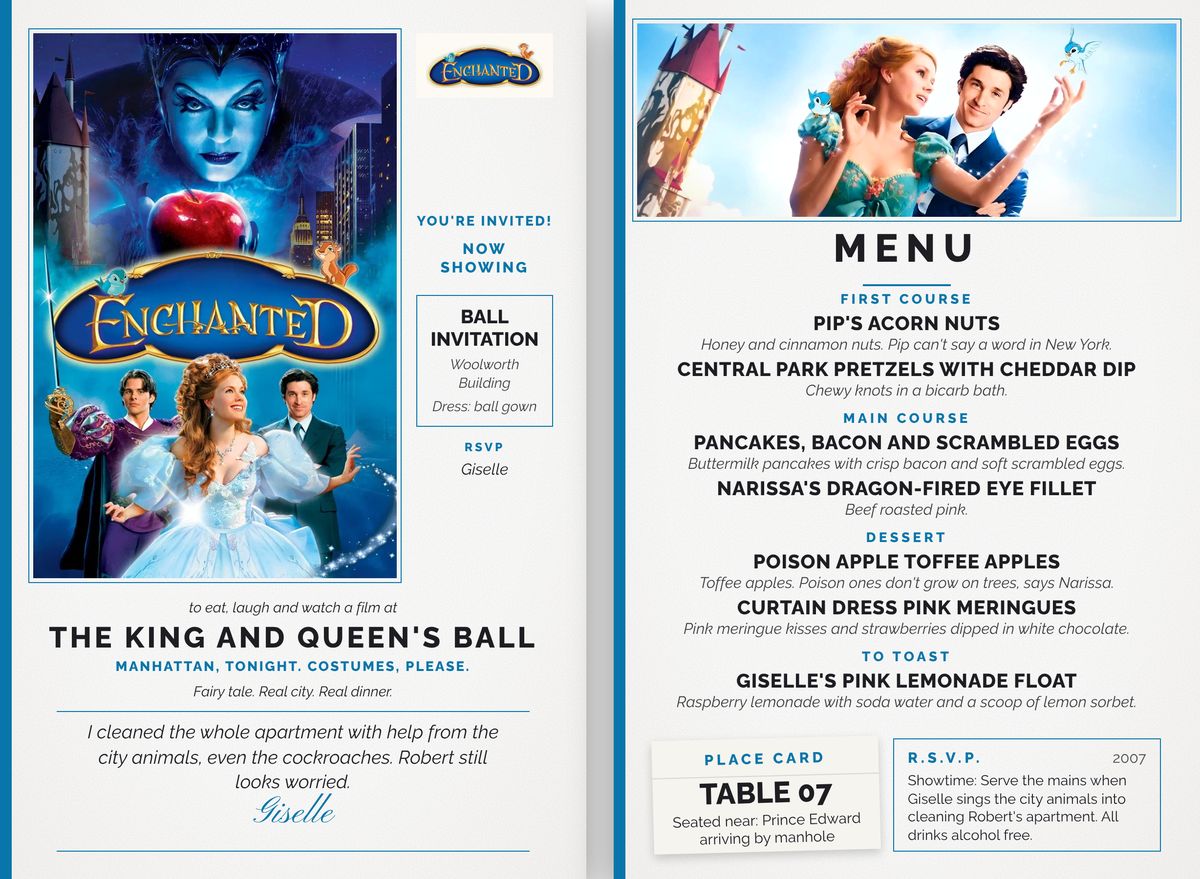 ENCHANTED
ENCHANTED
YOU'RE INVITED!
NOW
SHOWING
BALL
INVITATION
Woolworth
Building
Dress: ball gown
RSVP
Giselle
to eat, laugh and watch a film at
THE KING AND QUEEN'S BALL
MANHATTAN, TONIGHT. COSTUMES, PLEASE.
Fairy tale. Real city. Real dinner.
I cleaned the whole apartment with help from the
city animals, even the cockroaches. Robert still
looks worried.
Giselle
MENU
FIRST COURSE
PIP'S ACORN NUTS
Honey and cinnamon nuts. Pip can't say a word in New York.
CENTRAL PARK PRETZELS WITH CHEDDAR DIP
Chewy knots in a bicarb bath.
MAIN COURSE
PANCAKES, BACON AND SCRAMBLED EGGS
Buttermilk pancakes with crisp bacon and soft scrambled eggs.
NARISSA'S DRAGON-FIRED EYE FILLET
Beef roasted pink.
DESSERT
POISON APPLE TOFFEE APPLES
Toffee apples. Poison ones don't grow on trees, says Narissa.
CURTAIN DRESS PINK MERINGUES
Pink meringue kisses and strawberries dipped in white chocolate.
TO TOAST
GISELLE'S PINK LEMONADE FLOAT
Raspberry lemonade with soda water and a scoop of lemon sorbet.
PLACE CARD
TABLE 07
Seated near: Prince Edward
arriving by manhole
R.S.V.P. 2007
Showtime: Serve the mains when
Giselle sings the city animals into
cleaning Robert's apartment. All
drinks alcohol free.